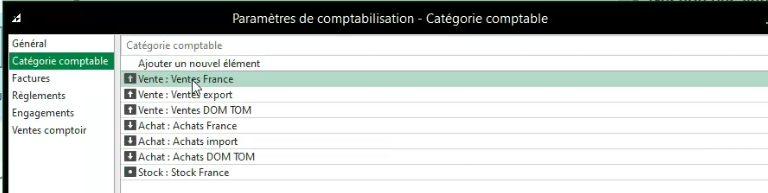 Paramètres de comptabilisation - Catégorie comptable
Général
Catégorie comptable
Factures
Règlements
Engagements
Ventes comptoir
Catégorie comptable
Ajouter un nouvel élément
Vente : Ventes France
Vente : Ventes export
Vente : Ventes DOM TOM
Achat : Achats France
Achat : Achats import
Achat : Achats DOM TOM
Stock : Stock France